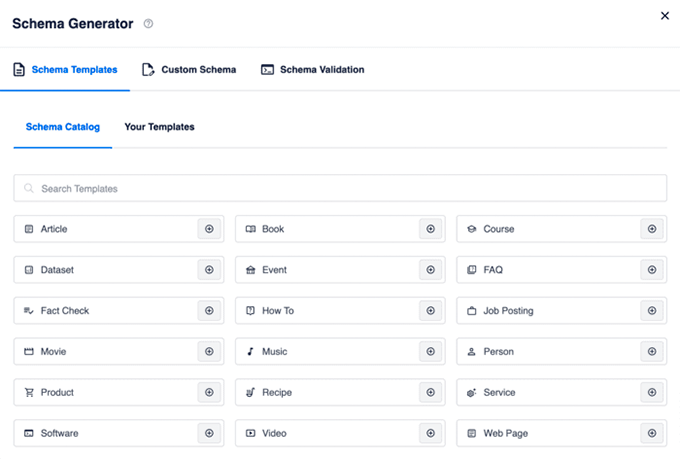 Schema Generator
Schema Templates Custom Schema Schema Validation
Schema Catalog Your Templates
Search Templates
Article Book Course
Dataset Event FAQ
Fact Check How To Job Posting
Movie Music Person
Product Recipe Service
Software Video Web Page